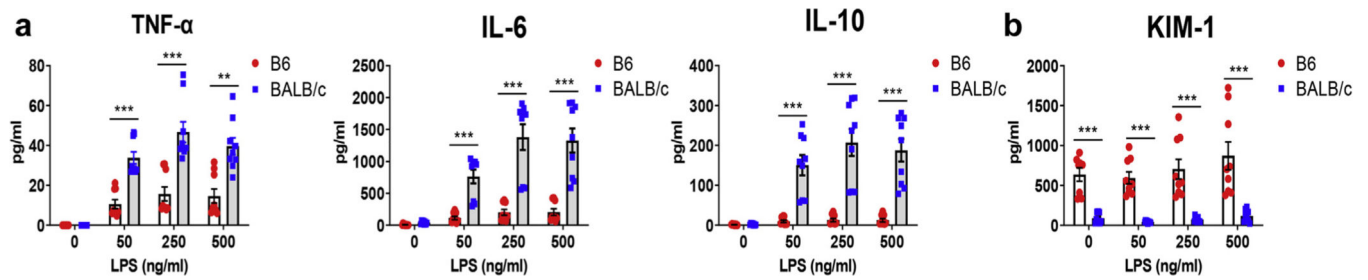 a
TNF-α
80
60
40
20
0
pg/ml
***
***
**
B6
BALB/c
0
50
250
500
LPS (ng/ml)
IL-6
2500
2000
1500
1000
500
0
pg/ml
***
***
***
B6
BALB/c
0
50
250
500
LPS (ng/ml)
IL-10
400
300
200
100
0
pg/ml
***
***
***
B6
BALB/c
0
50
250
500
LPS (ng/ml)
b
KIM-1
2000
1500
1000
500
0
pg/ml
***
***
***
***
B6
BALB/c
0
50
250
500
LPS (ng/ml)